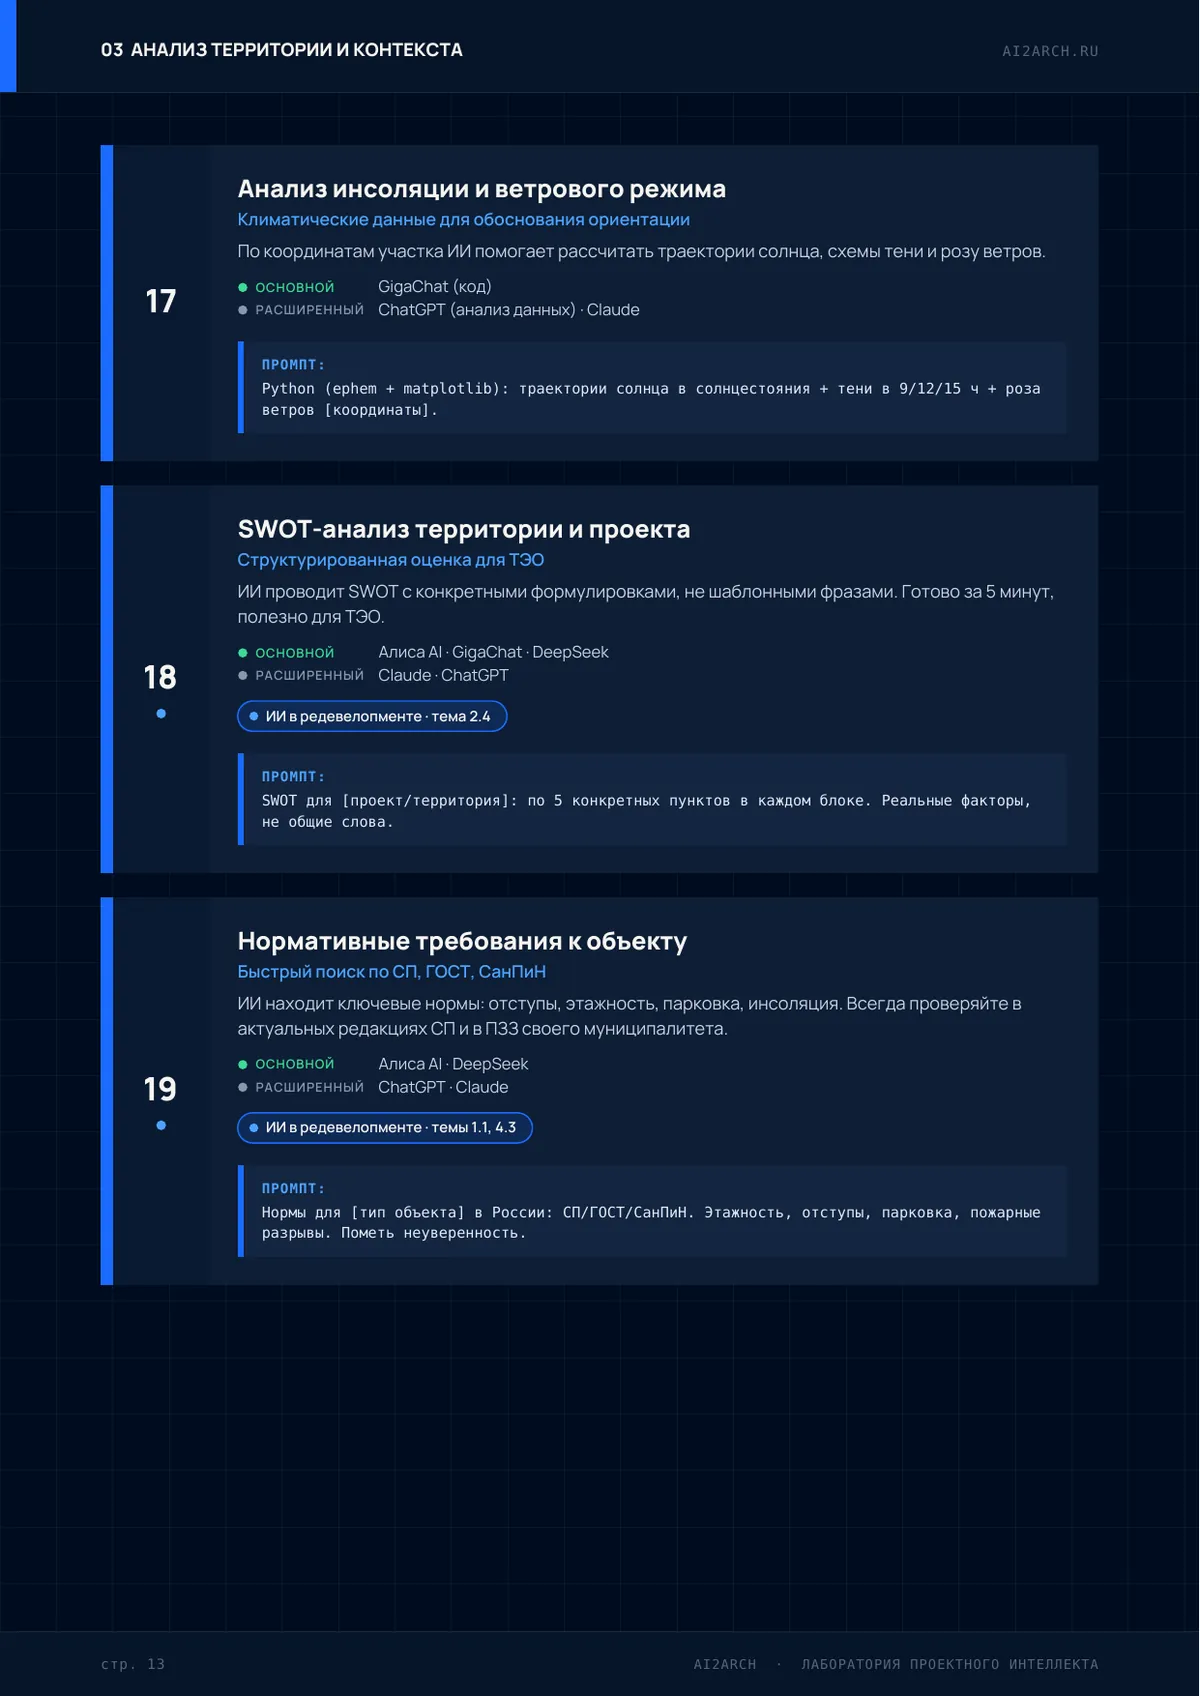 03 АНАЛИЗ ТЕРРИТОРИИ И КОНТЕКСТА
AI2ARCH.RU
17
Анализ инсоляции и ветрового режима
Климатические данные для обоснования ориентации
По координатам участка ИИ помогает рассчитать траектории солнца, схемы тени и розу ветров.
ОСНОВНОЙ GigaChat (код)
РАСШИРЕННЫЙ ChatGPT (анализ данных) · Claude
ПРОМПТ:
Python (ephem + matplotlib): траектории солнца в солнцестояния + тени в 9/12/15 ч + роза
ветров [координаты].
18
SWOT-анализ территории и проекта
Структурированная оценка для ТЭО
ИИ проводит SWOT с конкретными формулировками, не шаблонными фразами. Готово за 5 минут,
полезно для ТЭО.
ОСНОВНОЙ Алиса AI · GigaChat · DeepSeek
РАСШИРЕННЫЙ Claude · ChatGPT
ИИ в редевелопменте · тема 2.4
ПРОМПТ:
SWOT для [проект/территория]: по 5 конкретных пунктов в каждом блоке. Реальные факторы,
не общие слова.
19
Нормативные требования к объекту
Быстрый поиск по СП, ГОСТ, СанПиН
ИИ находит ключевые нормы: отступы, этажность, парковка, инсоляция. Всегда проверяйте в
актуальных редакциях СП и в ПЗЗ своего муниципалитета.
ОСНОВНОЙ Алиса AI · DeepSeek
РАСШИРЕННЫЙ ChatGPT · Claude
ИИ в редевелопменте · темы 1.1, 4.3
ПРОМПТ:
Нормы для [тип объекта] в России: СП/ГОСТ/СанПиН. Этажность, отступы, парковка, пожарные
разрывы. Пометь неуверенность.
стр. 13
AI2ARCH · ЛАБОРАТОРИЯ ПРОЕКТНОГО ИНТЕЛЛЕКТА